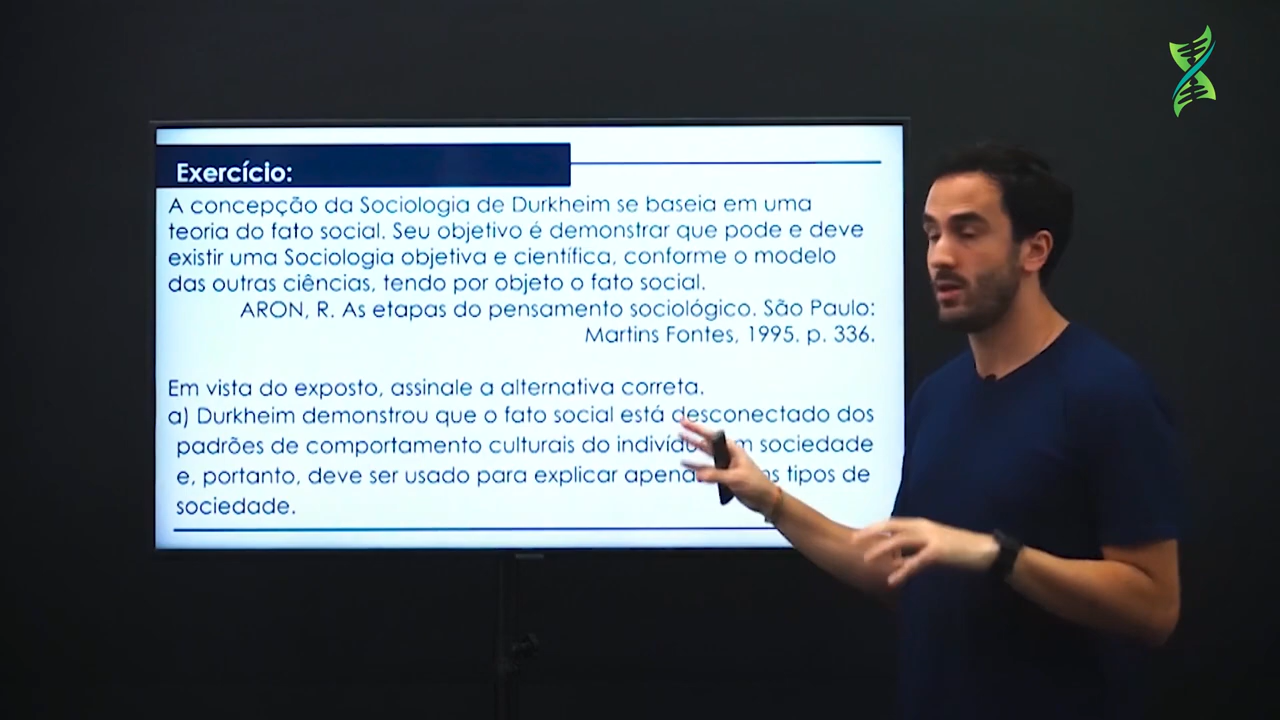 Exercício:
A concepção da Sociologia de Durkheim se baseia em uma
teoria do fato social. Seu objetivo é demonstrar que pode e deve
existir uma Sociologia objetiva e científica, conforme o modelo
das outras ciências, tendo por objeto o fato social.
ARON, R. As etapas do pensamento sociológico. São Paulo:
Martins Fontes, 1995. p. 336.
Em vista do exposto, assinale a alternativa correta.
a) Durkheim demonstrou que o fato social está desconectado dos
padrões de comportamento culturais do sociedade
e, portanto, deve ser usado para explicar tipos de
sociedade.